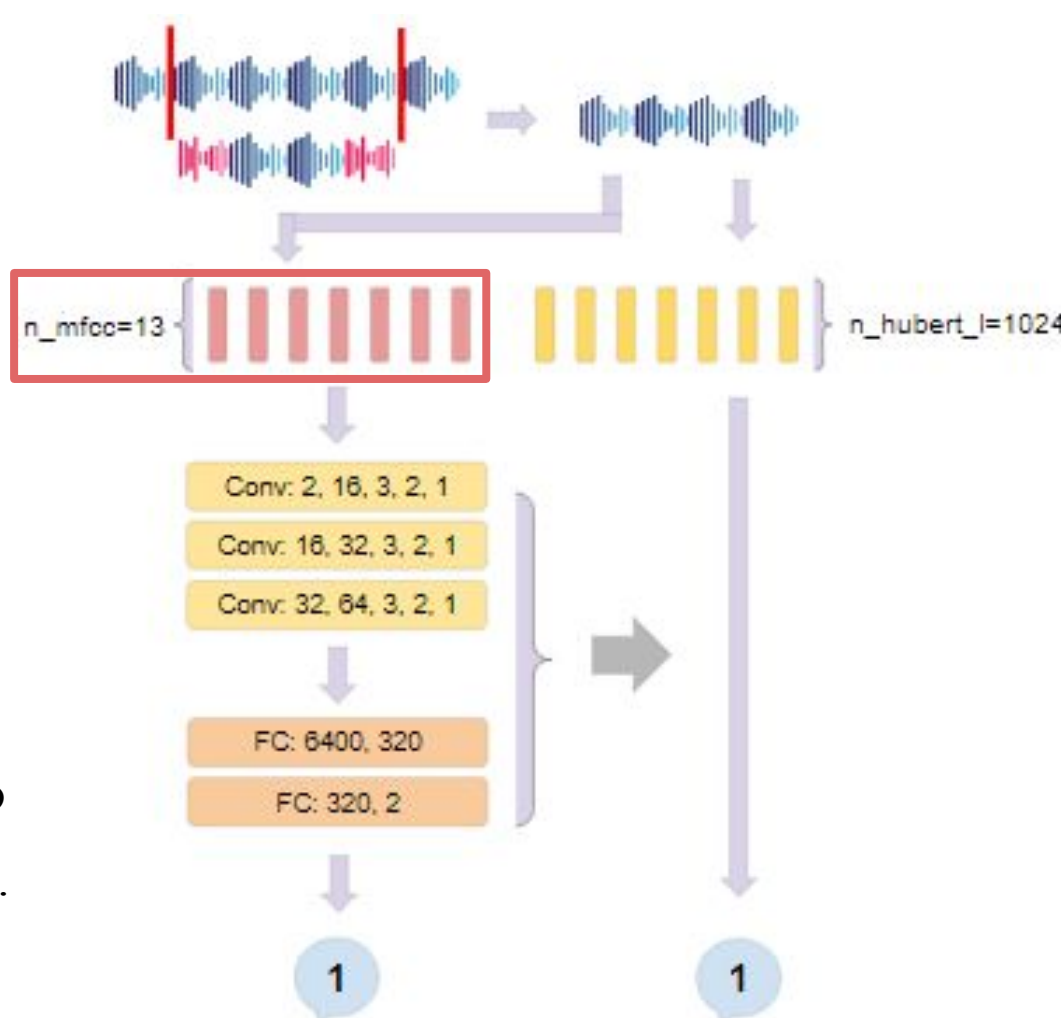 n_mfcc=13
n_hubert_l=1024
Conv: 2, 16, 3, 2, 1
Conv: 16, 32, 3, 2, 1
Conv: 32, 64, 3, 2, 1
FC: 6400, 320
FC: 320, 2
.
1
1